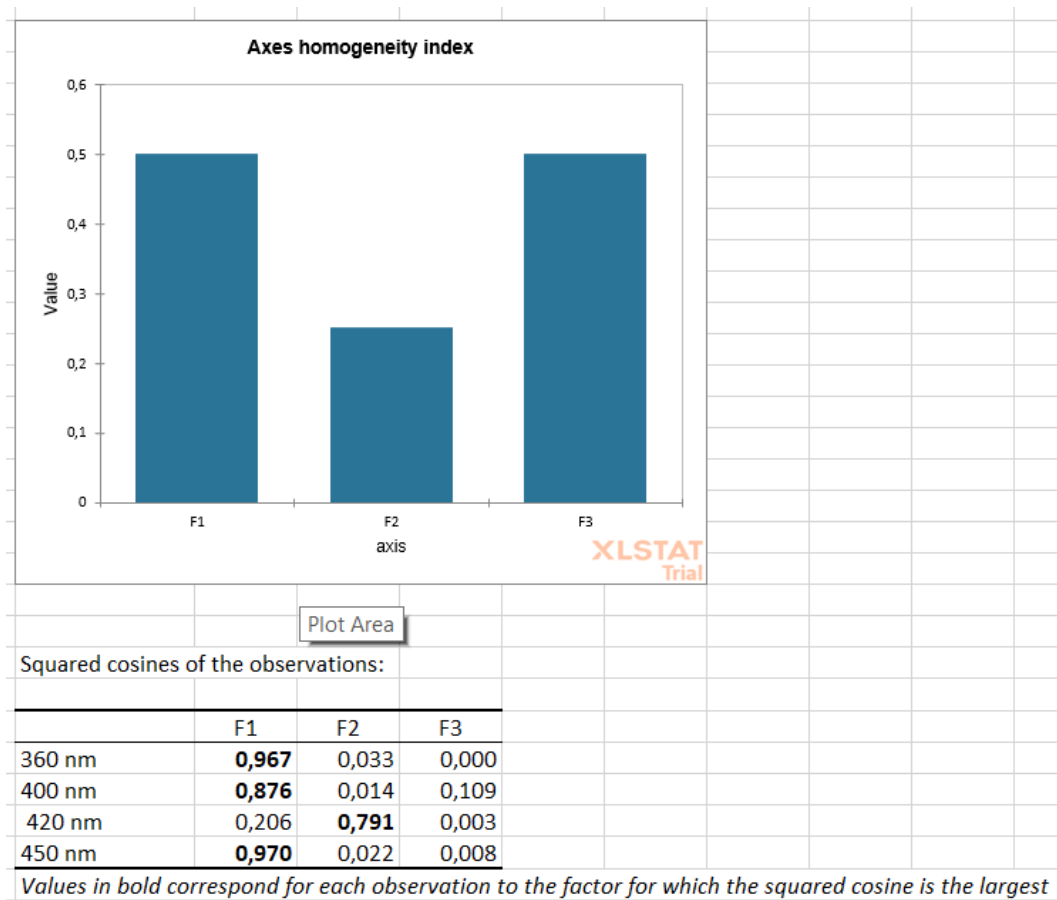 Axes homogeneity index
0,6
0,5
0,4
0,3
0,2
0,1
0
Value
F1 F2 F3
axis
XLSTAT
Trial
Plot Area
Squared cosines of the observations:
F1 F2 F3
360 nm 0,967 0,033 0,000
400 nm 0,876 0,014 0,109
420 nm 0,206 0,791 0,003
450 nm 0,970 0,022 0,008
Values in bold correspond for each observation to the factor for which the squared cosine is the largest